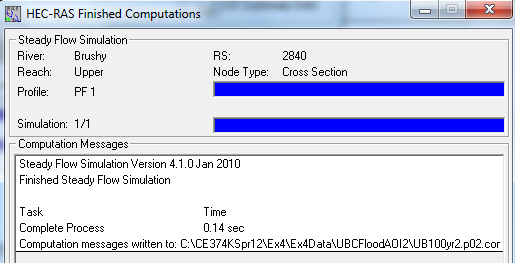 HEC-RAS Finished Computations
Steady Flow Simulation
River: Brushy RS: 2840
Reach: Upper Node Type: Cross Section
Profile: PF 1
Simulation: 1/1
Computation Messages
Steady Flow Simulation Version 4.1.0 Jan 2010
Finished Steady Flow Simulation
Task Time
Complete Process 0.14 sec
Computation messages written to: C:\CE374KSpr12\Ex4\Ex4Data\UBCFloodAOI2\UB100yr2.p02.cor